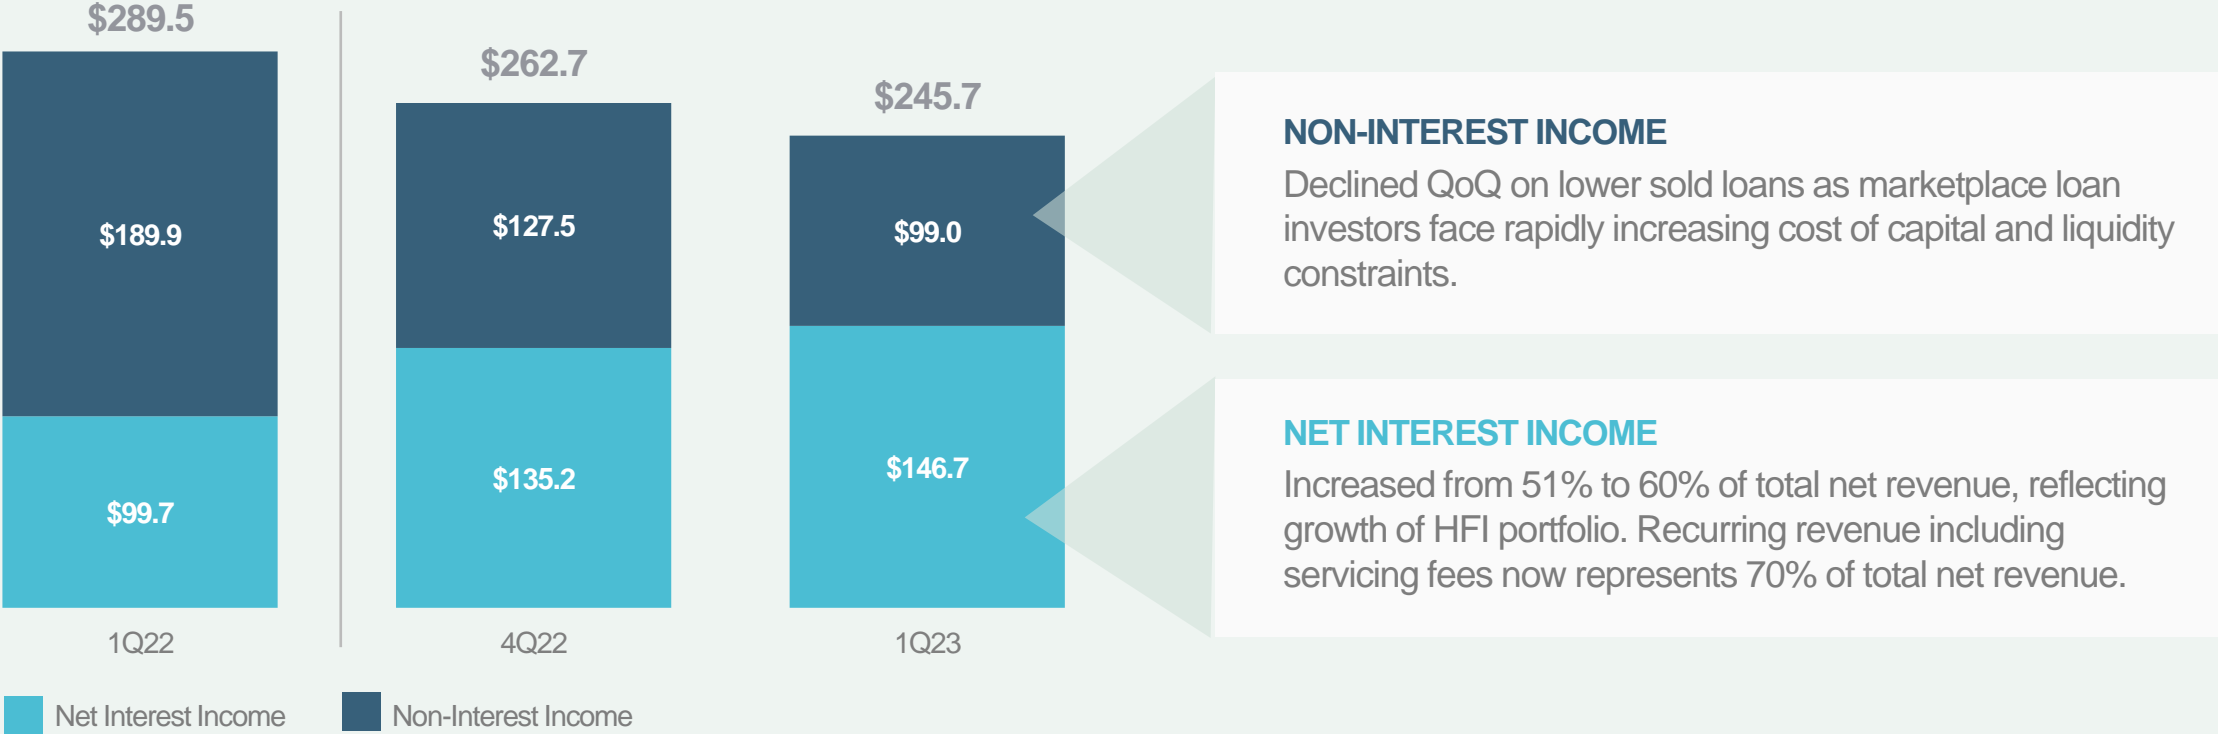 $289.5
$189.9
$99.7
1Q22
$262.7
$127.5
$135.2
4Q22
$245.7
$99.0
$146.7
1Q23
Net Interest Income
Non-Interest Income
NON-INTEREST INCOME
Declined QoQ on lower sold loans as marketplace loan
investors face rapidly increasing cost of capital and liquidity
constraints.
NET INTEREST INCOME
Increased from 51% to 60% of total net revenue, reflecting
growth of HFI portfolio. Recurring revenue including
servicing fees now represents 70% of total net revenue.